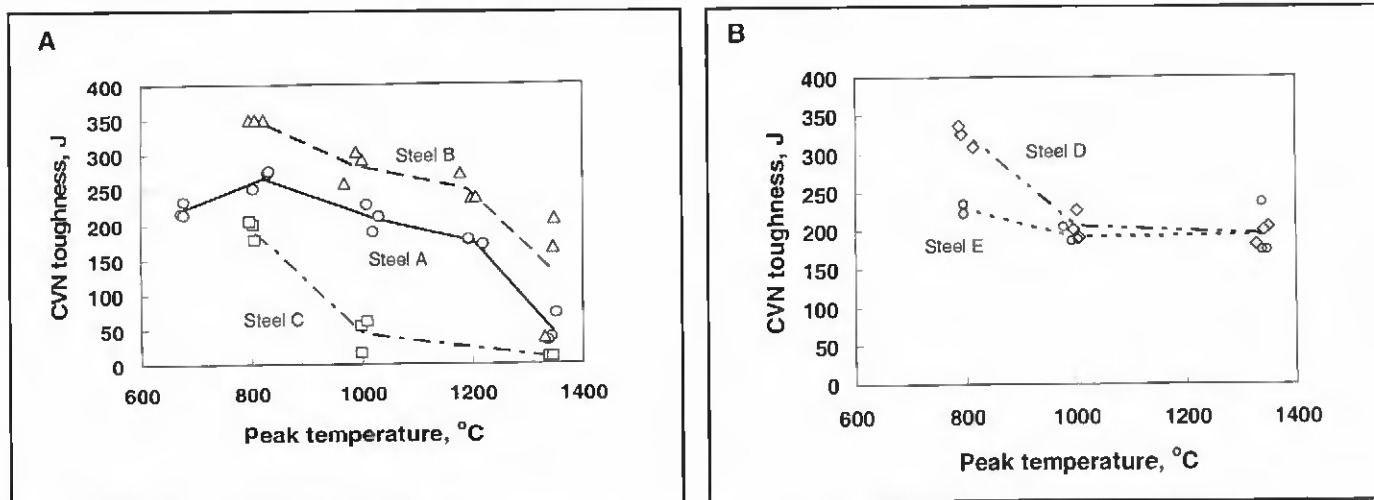 A
CVN toughness, J
400
350
300
250
200
150
100
50
0
Steel B
Steel A
Steel C
600 800 1000 1200 1400
Peak temperature, °C
B
CVN toughness, J
400
350
300
250
200
150
100
50
0
Steel D
Steel E
600 800 1000 1200 1400
Peak temperature, °C